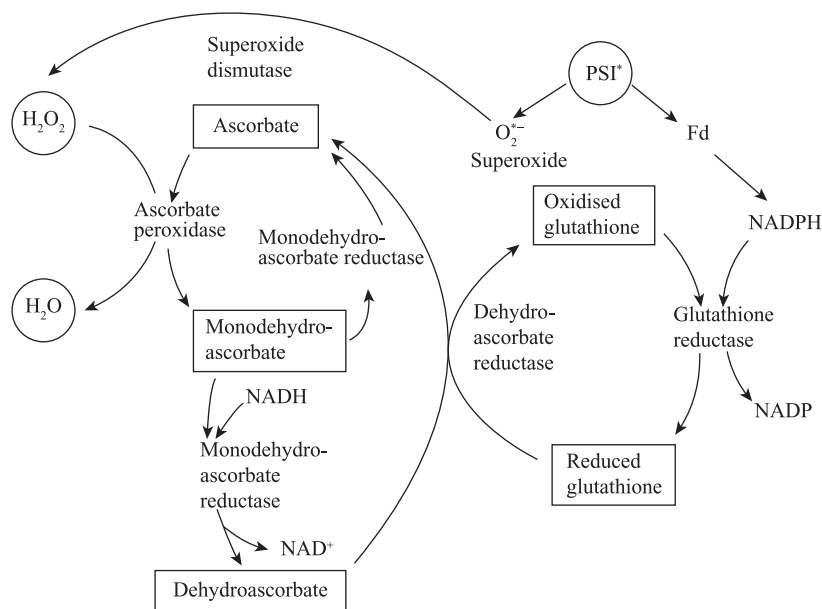 Superoxide
dismutase
PSI*
H₂O₂
Ascorbate
O₂*−
Superoxide
Fd
Ascorbate
peroxidase
Monodehydro-
ascorbate reductase
Oxidised
glutathione
NADPH
H₂O
Monodehydro-
ascorbate
Dehydro-
ascorbate
reductase
Glutathione
reductase
NADH
NADP
Monodehydro-
ascorbate
reductase
Reduced
glutathione
NAD⁺
Dehydroascorbate